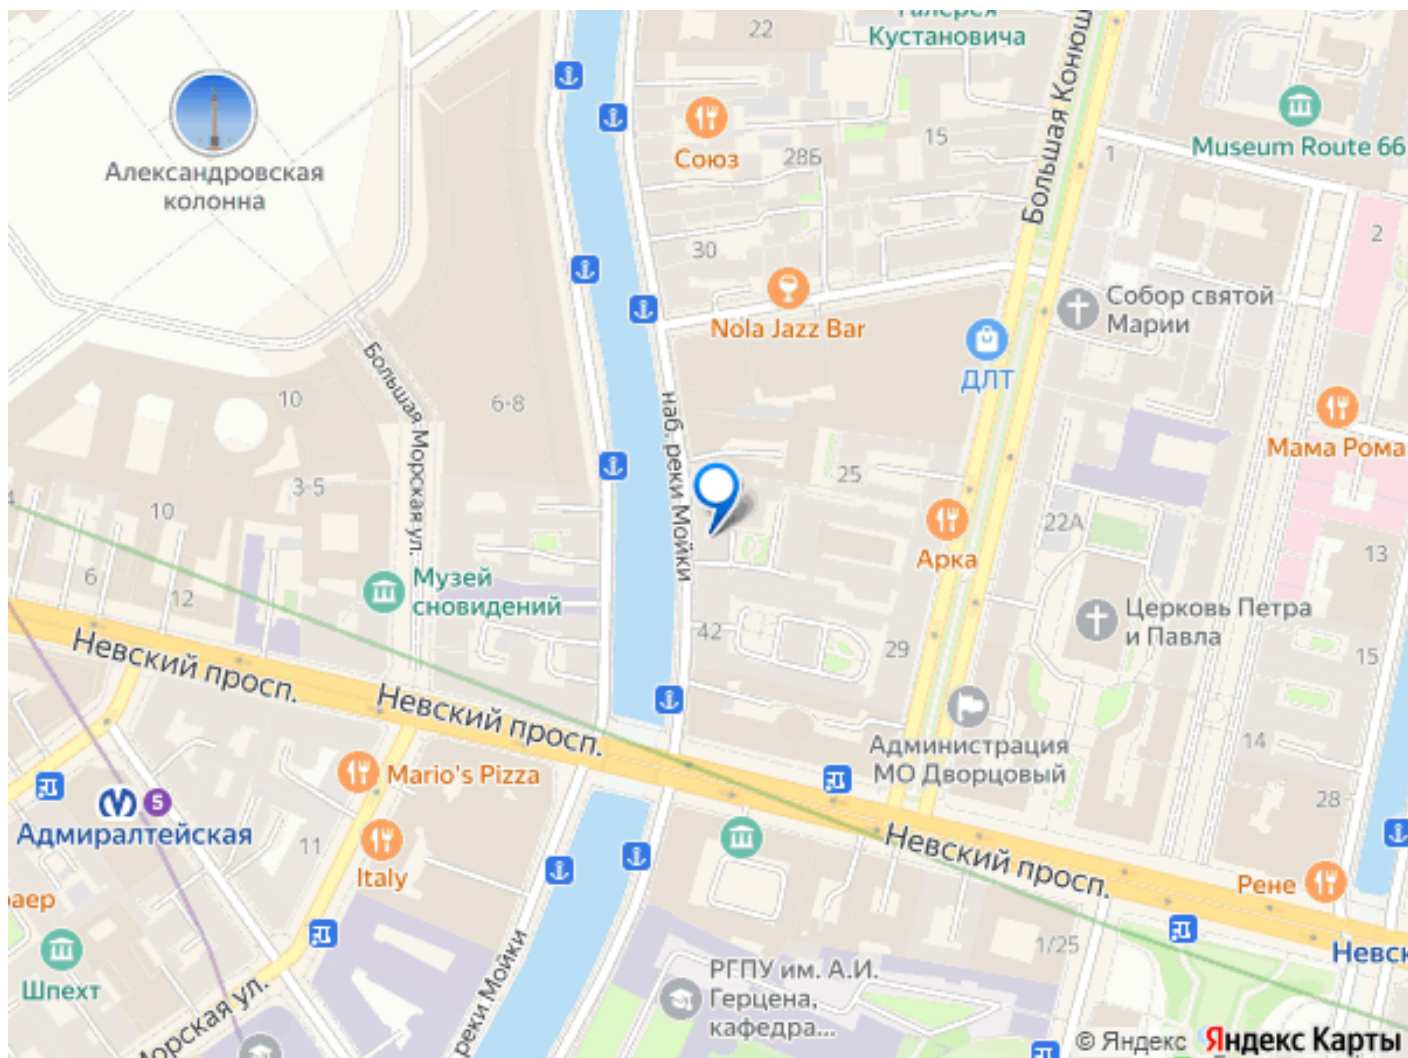 Галерея
Кустановича
22
Большая Конюш
Museum Route 66
Александровская
колонна
Союз
28Б
15
1
2
30
Nola Jazz Bar
Собор святой
Марии
ДЛТ
Большая Морская ул.
10
6-8
наб. реки Мойки
Мама Рома
3-5
10
25
22А
Арка
13
4
6
12
Музей
сновидений
42
29
Церковь Петра
и Павла
15
Невский просп.
Невский просп.
Администрация
МО Дворцовый
14
28
Mario's Pizza
5
Адмиралтейская
11
Italy
Невский просп.
Рене
раер
Шпехт
Морская ул.
реки Мойки
1/25
Невск
РГПУ им. А.И.
Герцена,
кафедра...
© Яндекс Яндекс Карты